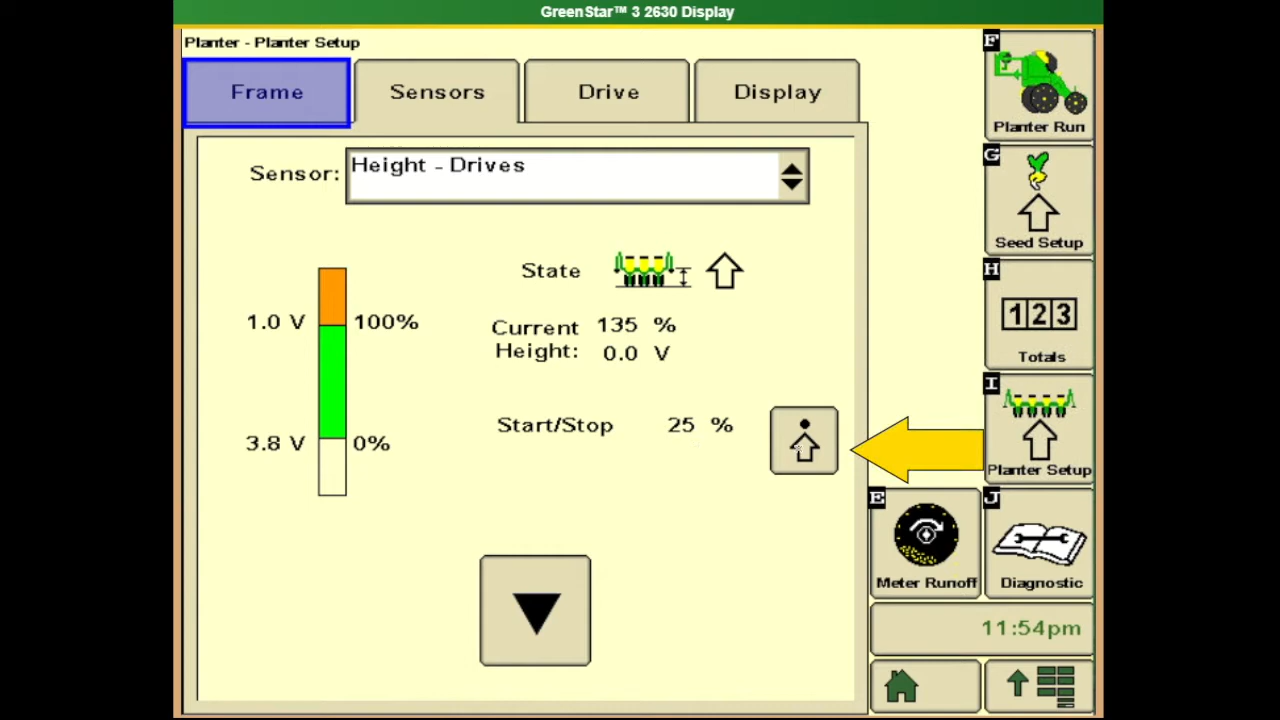 GreenStar™ 3 2630 Display
Planter - Planter Setup
Frame
Sensors
Drive
Display
Sensor:
Height - Drives
State
1.0 V
100%
Current
Height:
135 %
0.0 V
Start/Stop
25 %
3.8 V
0%
F
Planter Run
G
Seed Setup
H
123
Totals
I
Planter Setup
E
Meter Runoff
J
Diagnostic
11:54pm